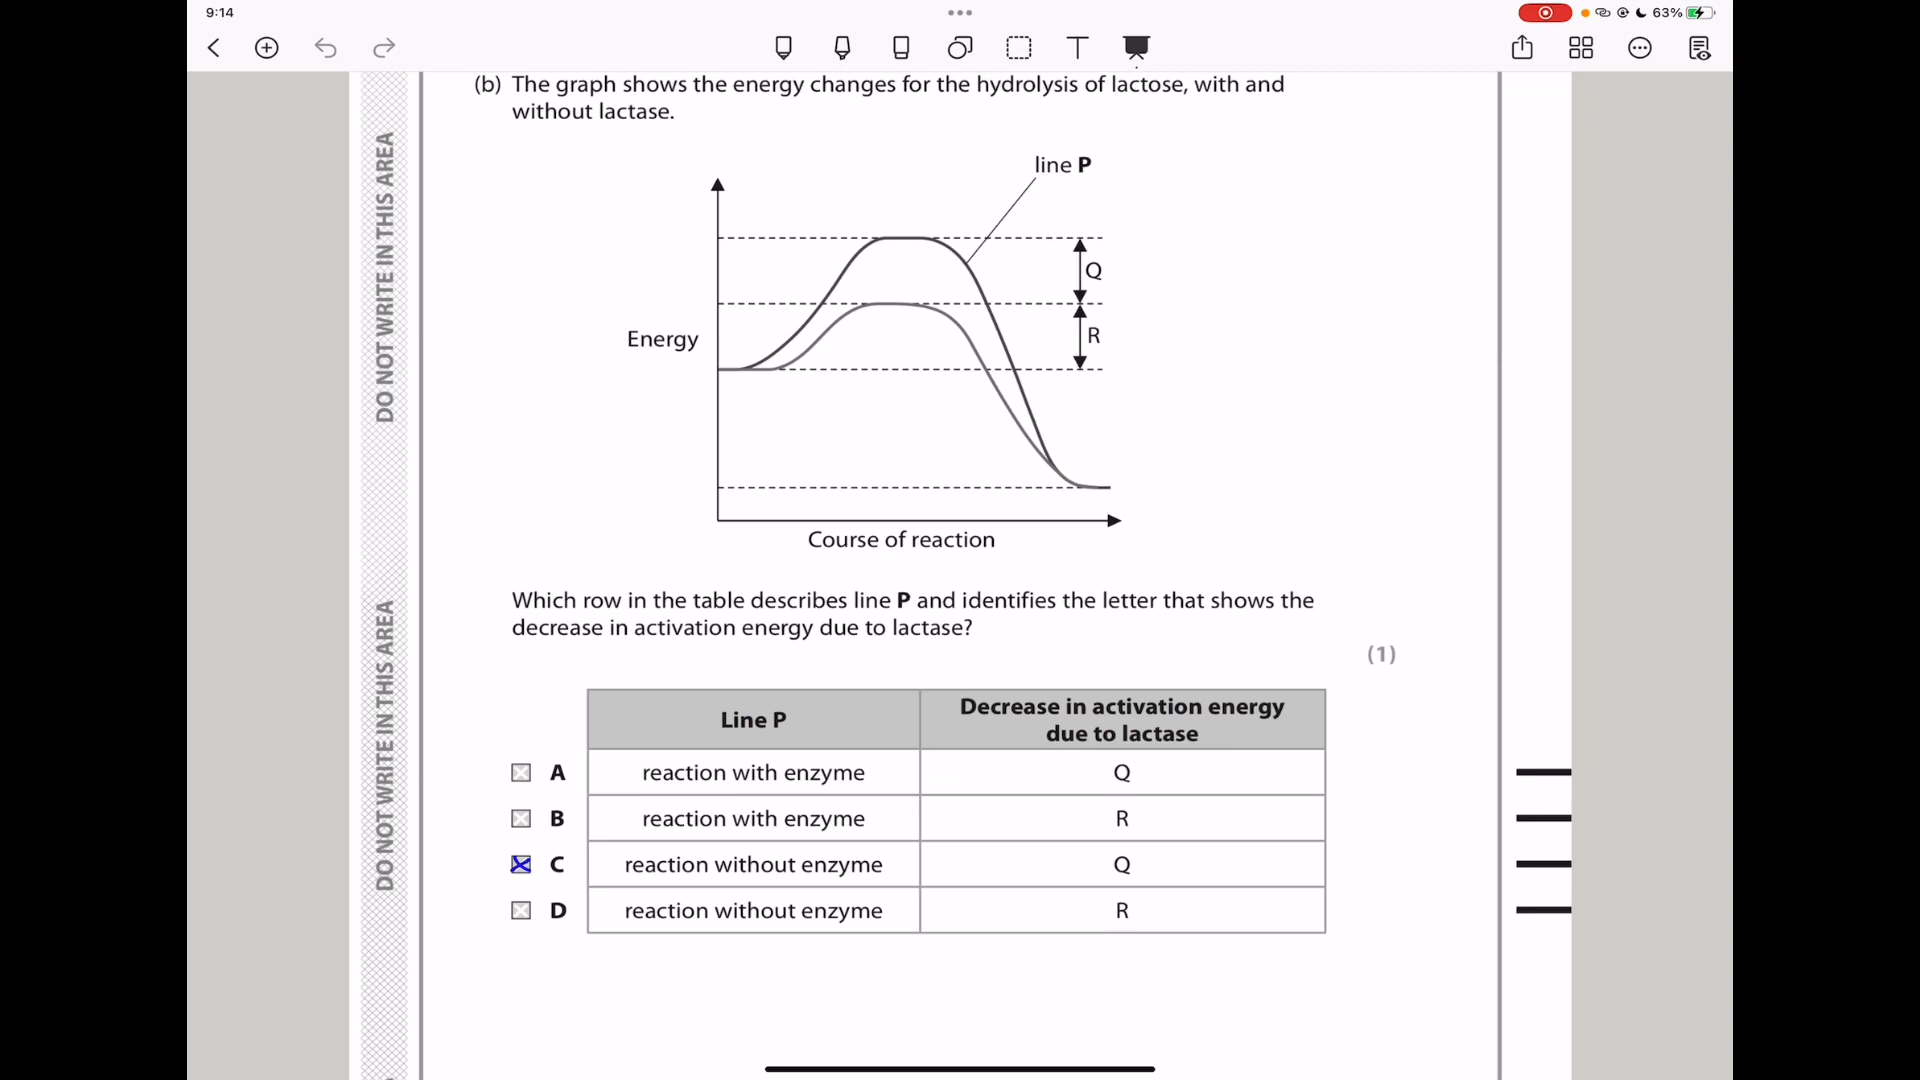 9:14
63%
(b) The graph shows the energy changes for the hydrolysis of lactose, with and
without lactase.
line P
Q
R
Energy
Course of reaction
Which row in the table describes line P and identifies the letter that shows the
decrease in activation energy due to lactase?
(1)
Line P
Decrease in activation energy
due to lactase
A reaction with enzyme Q
B reaction with enzyme R
C reaction without enzyme Q
D reaction without enzyme R
DO NOT WRITE IN THIS AREA
DO NOT WRITE IN THIS AREA